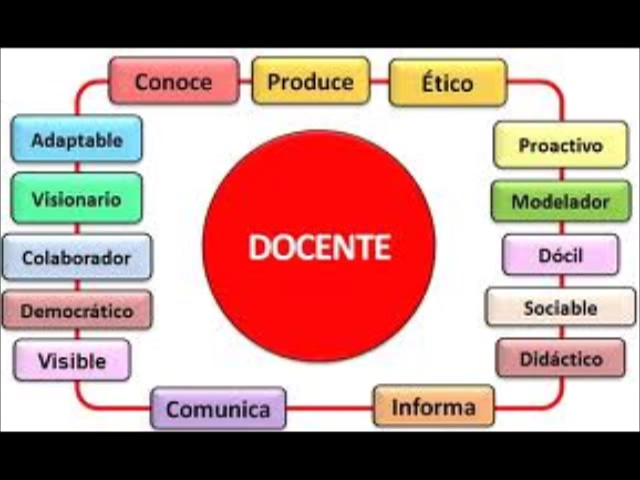 Conoce
Produce
Ético
Adaptable
Proactivo
Visionario
Modelador
DOCENTE
Colaborador
Dócil
Democrático
Sociable
Visible
Didáctico
Comunica
Informa